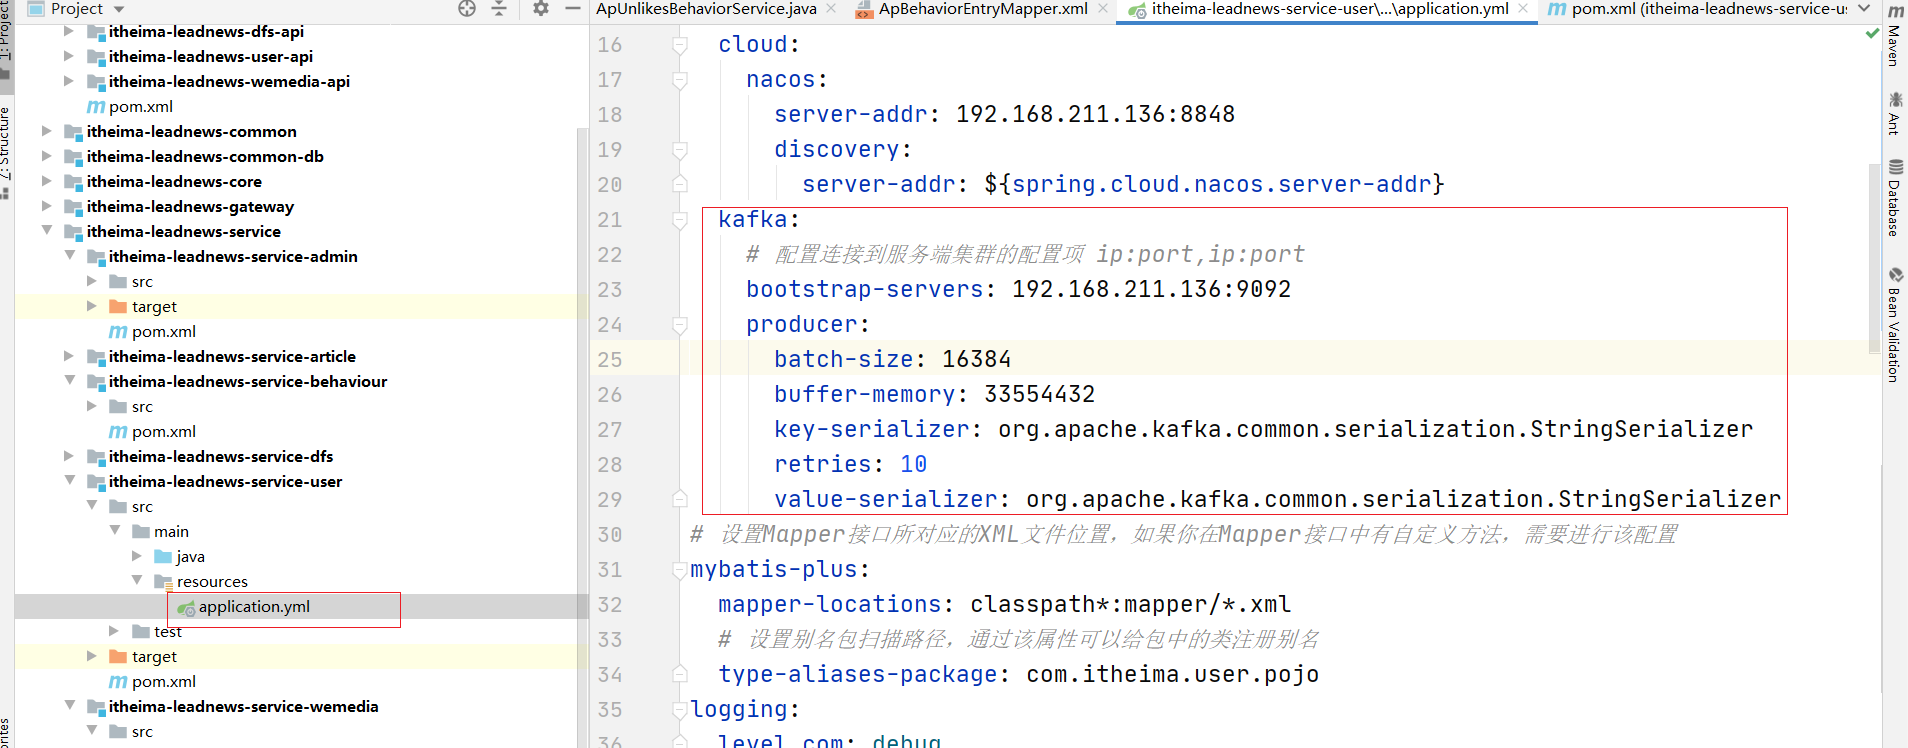 Project
ApUnlikesBehaviorService.java
ApBehaviorEntryMapper.xml
itheima-leadnews-service-user\...\application.yml
pom.xml (itheima-leadnews-service-u
1: Project
Z: Structure
itheima-leadnews-dfs-api
itheima-leadnews-user-api
itheima-leadnews-wemedia-api
pom.xml
itheima-leadnews-common
itheima-leadnews-common-db
itheima-leadnews-core
itheima-leadnews-gateway
itheima-leadnews-service
itheima-leadnews-service-admin
src
target
pom.xml
itheima-leadnews-service-article
itheima-leadnews-service-behaviour
src
pom.xml
itheima-leadnews-service-dfs
itheima-leadnews-service-user
src
main
java
resources
application.yml
test
target
pom.xml
itheima-leadnews-service-wemedia
src
16 cloud:
17 nacos:
18 server-addr: 192.168.211.136:8848
19 discovery:
20 server-addr: ${spring.cloud.nacos.server-addr}
21 kafka:
22 # 配置连接到服务端集群的配置项 ip:port,ip:port
23 bootstrap-servers: 192.168.211.136:9092
24 producer:
25 batch-size: 16384
26 buffer-memory: 33554432
27 key-serializer: org.apache.kafka.common.serialization.StringSerializer
28 retries: 10
29 value-serializer: org.apache.kafka.common.serialization.StringSerializer
30 # 设置Mapper接口所对应的XML文件位置，如果你在Mapper接口中有自定义方法，需要进行该配置
31 mybatis-plus:
32 mapper-locations: classpath*:mapper/*.xml
33 # 设置别名包扫描路径，通过该属性可以给包中的类注册别名
34 type-aliases-package: com.itheima.user.pojo
35 logging:
36 level.com: debug
Maven
Ant
Database
Bean Validation